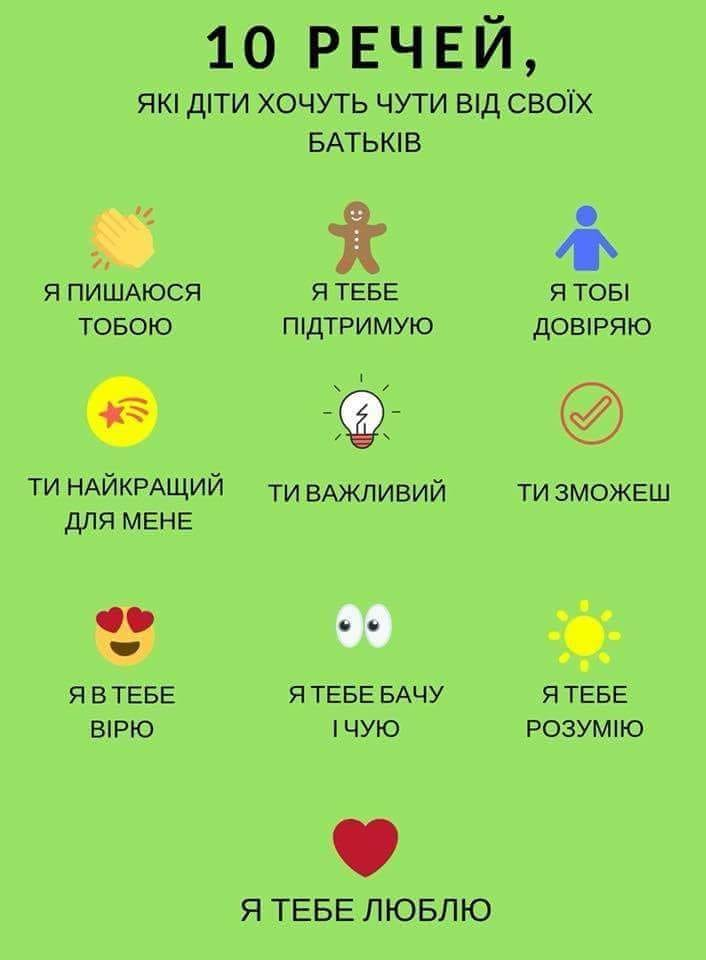 10 РЕЧЕЙ,
ЯКІ ДІТИ ХОЧУТЬ ЧУТИ ВІД СВОЇХ
БАТЬКІВ
Я ПИШАЮСЯ
ТОБОЮ
Я ТЕБЕ
ПІДТРИМУЮ
Я ТОБІ
ДОВІРЯЮ
ТИ НАЙКРАЩИЙ
ДЛЯ МЕНЕ
ТИ ВАЖЛИВИЙ
ТИ ЗМОЖЕШ
Я В ТЕБЕ
ВІРЮ
Я ТЕБЕ БАЧУ
І ЧУЮ
Я ТЕБЕ
РОЗУМІЮ
Я ТЕБЕ ЛЮБЛЮ